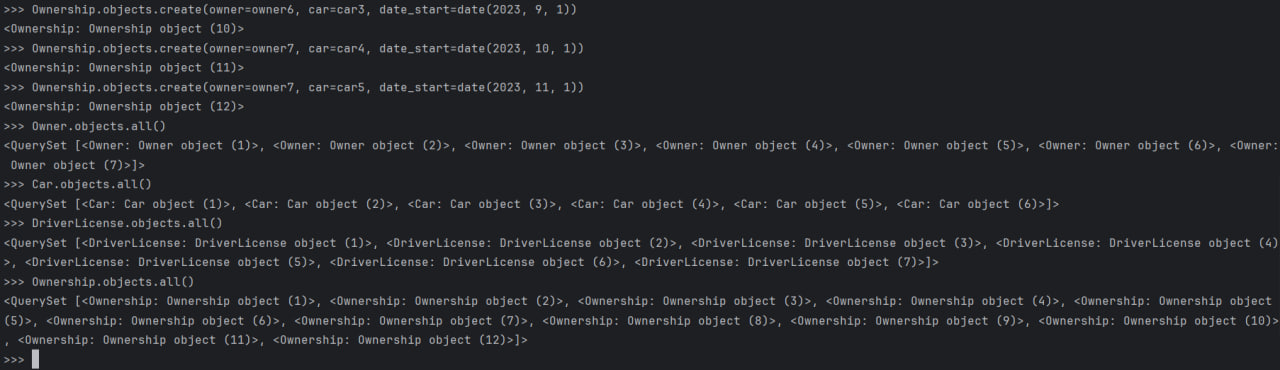 >>> Ownership.objects.create(owner=owner6, car=car3, date_start=date(2023, 9, 1))
<Ownership: Ownership object (10)>
>>> Ownership.objects.create(owner=owner7, car=car4, date_start=date(2023, 10, 1))
<Ownership: Ownership object (11)>
>>> Ownership.objects.create(owner=owner7, car=car5, date_start=date(2023, 11, 1))
<Ownership: Ownership object (12)>
>>> Owner.objects.all()
<QuerySet [<Owner: Owner object (1)>, <Owner: Owner object (2)>, <Owner: Owner object (3)>, <Owner: Owner object (4)>, <Owner: Owner object (5)>, <Owner: Owner object (6)>, <Owner:
 Owner object (7)>]>
>>> Car.objects.all()
<QuerySet [<Car: Car object (1)>, <Car: Car object (2)>, <Car: Car object (3)>, <Car: Car object (4)>, <Car: Car object (5)>, <Car: Car object (6)>]>
>>> DriverLicense.objects.all()
<QuerySet [<DriverLicense: DriverLicense object (1)>, <DriverLicense: DriverLicense object (2)>, <DriverLicense: DriverLicense object (3)>, <DriverLicense: DriverLicense object (4)
>, <DriverLicense: DriverLicense object (5)>, <DriverLicense: DriverLicense object (6)>, <DriverLicense: DriverLicense object (7)>]>
>>> Ownership.objects.all()
<QuerySet [<Ownership: Ownership object (1)>, <Ownership: Ownership object (2)>, <Ownership: Ownership object (3)>, <Ownership: Ownership object (4)>, <Ownership: Ownership object
(5)>, <Ownership: Ownership object (6)>, <Ownership: Ownership object (7)>, <Ownership: Ownership object (8)>, <Ownership: Ownership object (9)>, <Ownership: Ownership object (10)>
, <Ownership: Ownership object (11)>, <Ownership: Ownership object (12)>]>
>>>